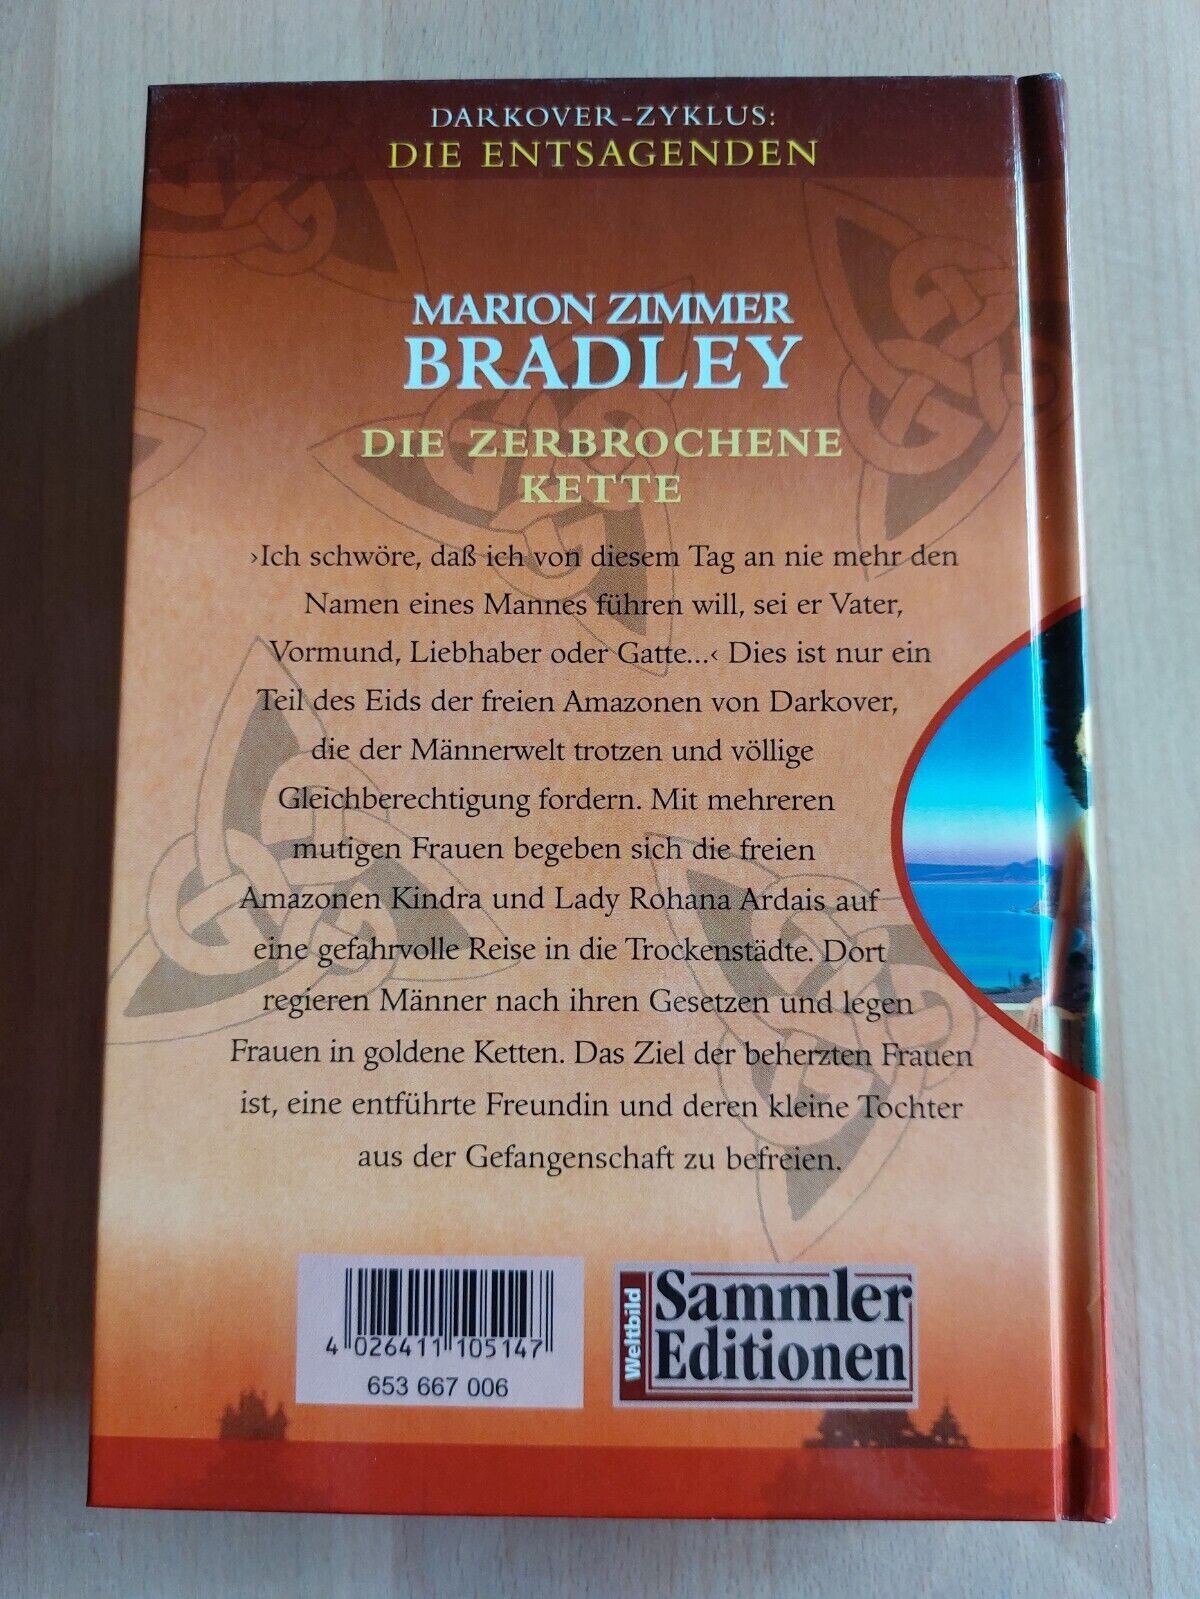 DARKOVER-ZYKLUS:
DIE ENTSAGENDEN
MARION ZIMMER
BRADLEY
DIE ZERBROCHENE
KETTE
›Ich schwöre, daß ich von diesem Tag an nie mehr den
Namen eines Mannes führen will, sei er Vater,
Vormund, Liebhaber oder Gatte...‹ Dies ist nur ein
Teil des Eids der freien Amazonen von Darkover,
die der Männerwelt trotzen und völlige
Gleichberechtigung fordern. Mit mehreren
mutigen Frauen begeben sich die freien
Amazonen Kindra und Lady Rohana Ardais auf
eine gefahrvolle Reise in die Trockenstädte. Dort
regieren Männer nach ihren Gesetzen und legen
Frauen in goldene Ketten. Das Ziel der beherzten Frauen
ist, eine entführte Freundin und deren kleine Tochter
aus der Gefangenschaft zu befreien.
4 026411 105147
653 667 006
Weltbild
Sammler
Editionen